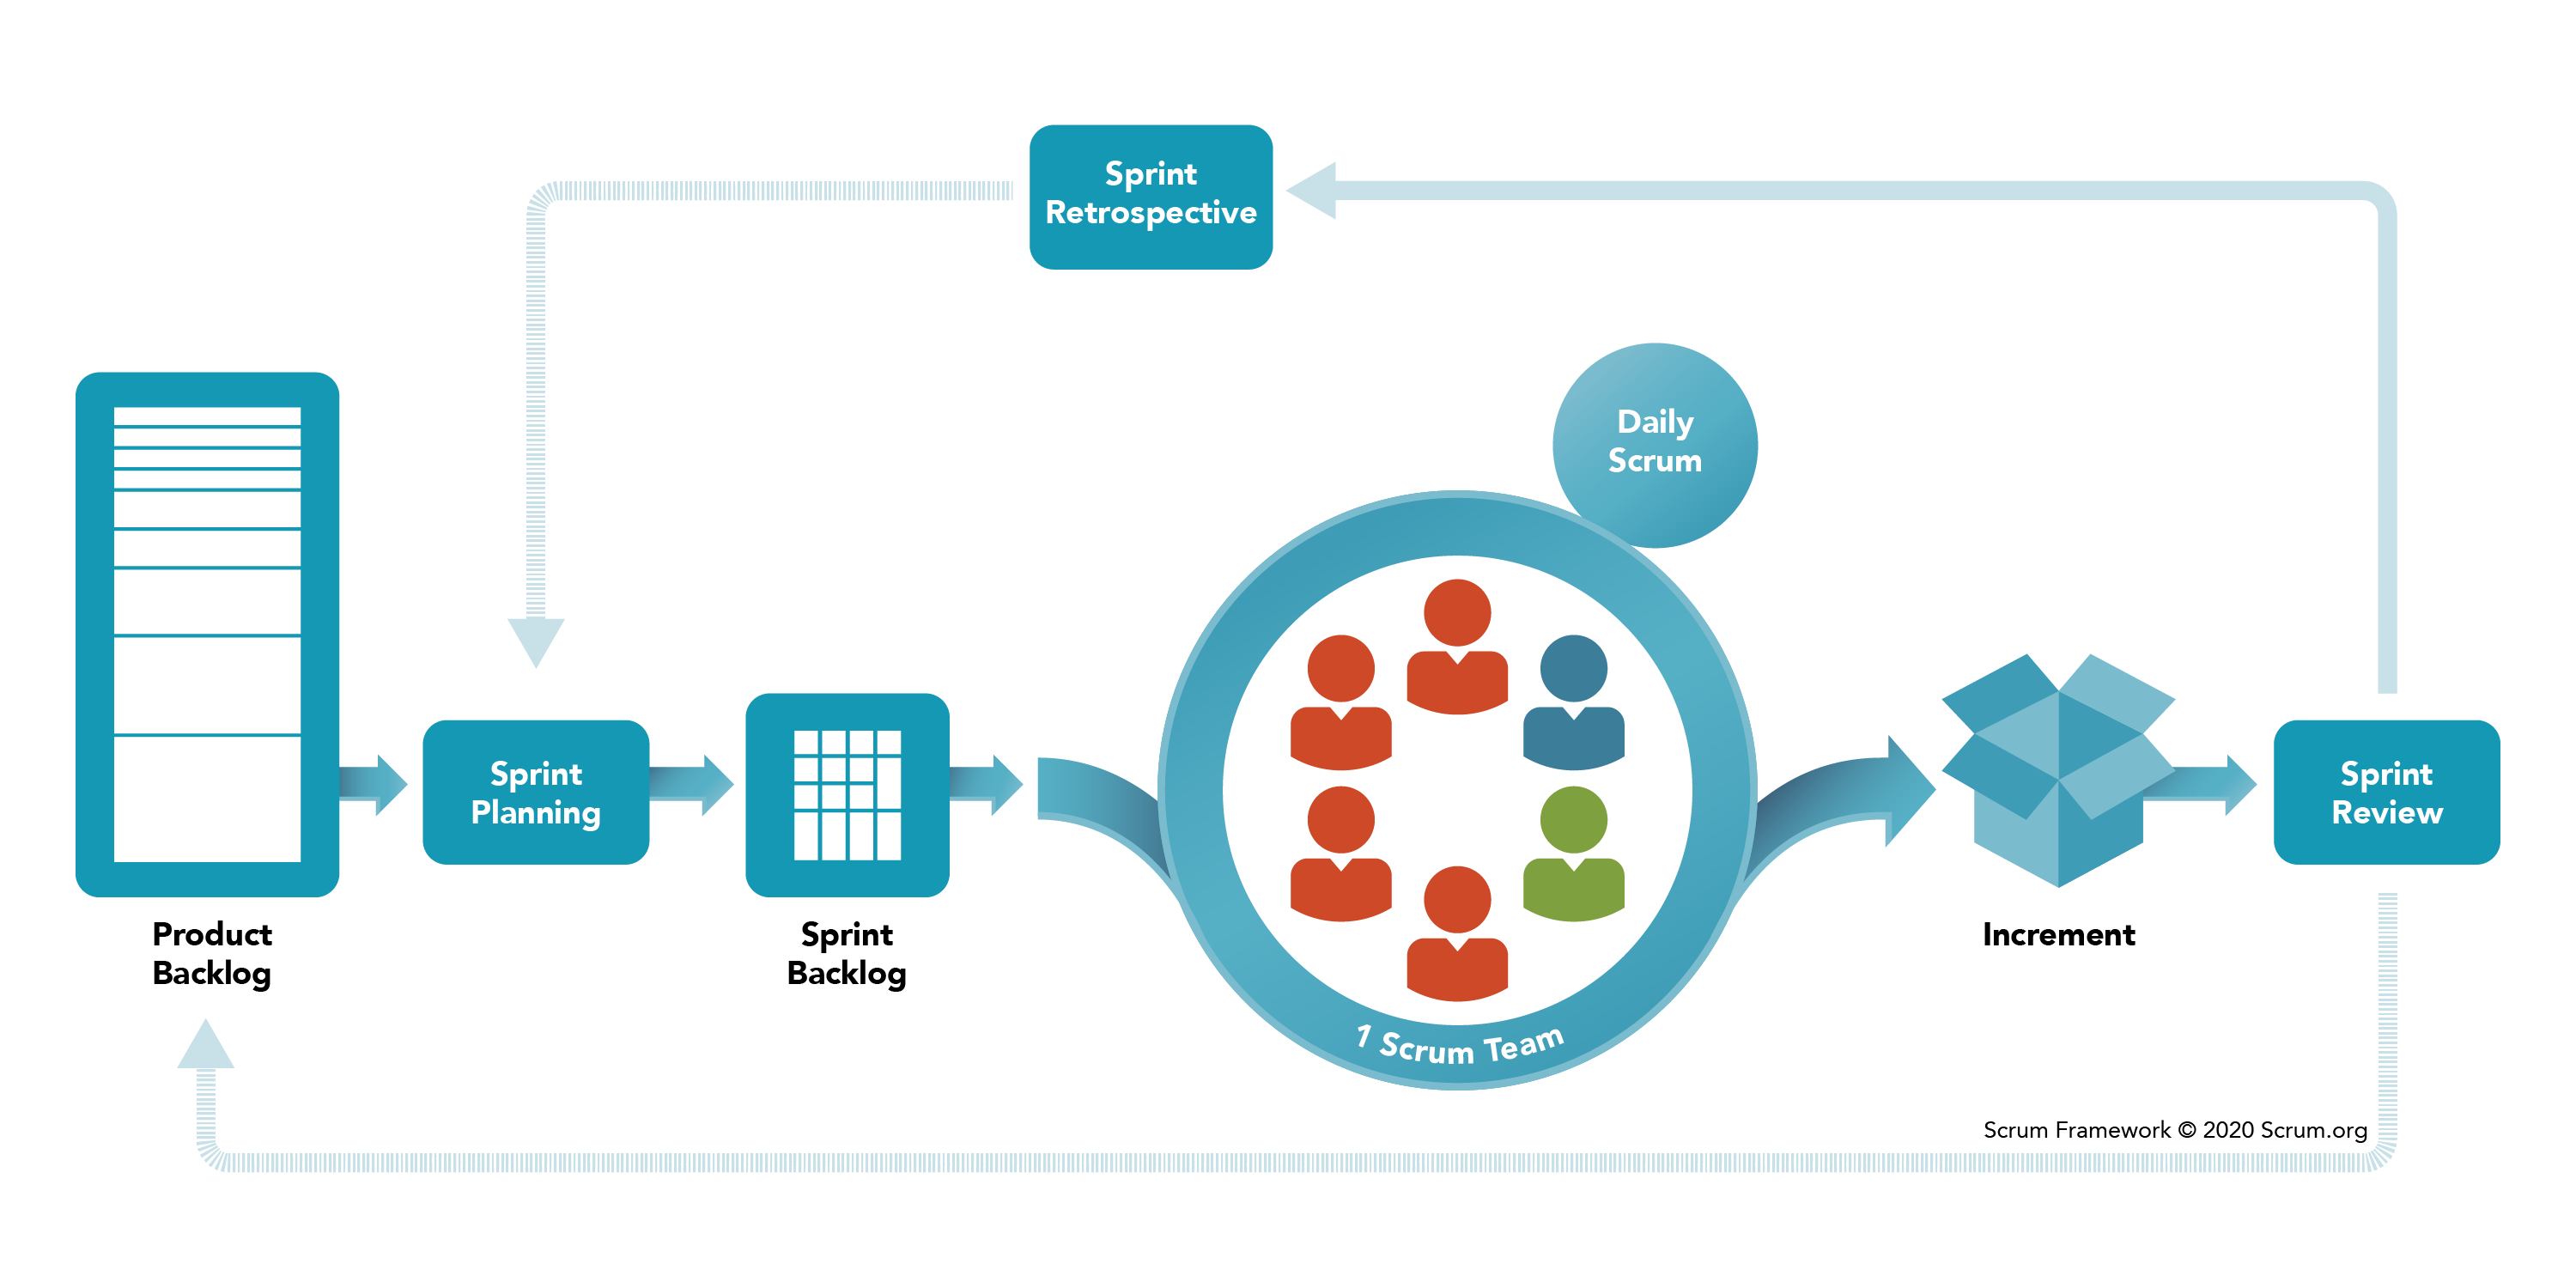 Sprint
Retrospective
Daily
Scrum
Sprint
Planning
Sprint
Review
Product
Backlog
Sprint
Backlog
Increment
1 Scrum Team
Scrum Framework © 2020 Scrum.org